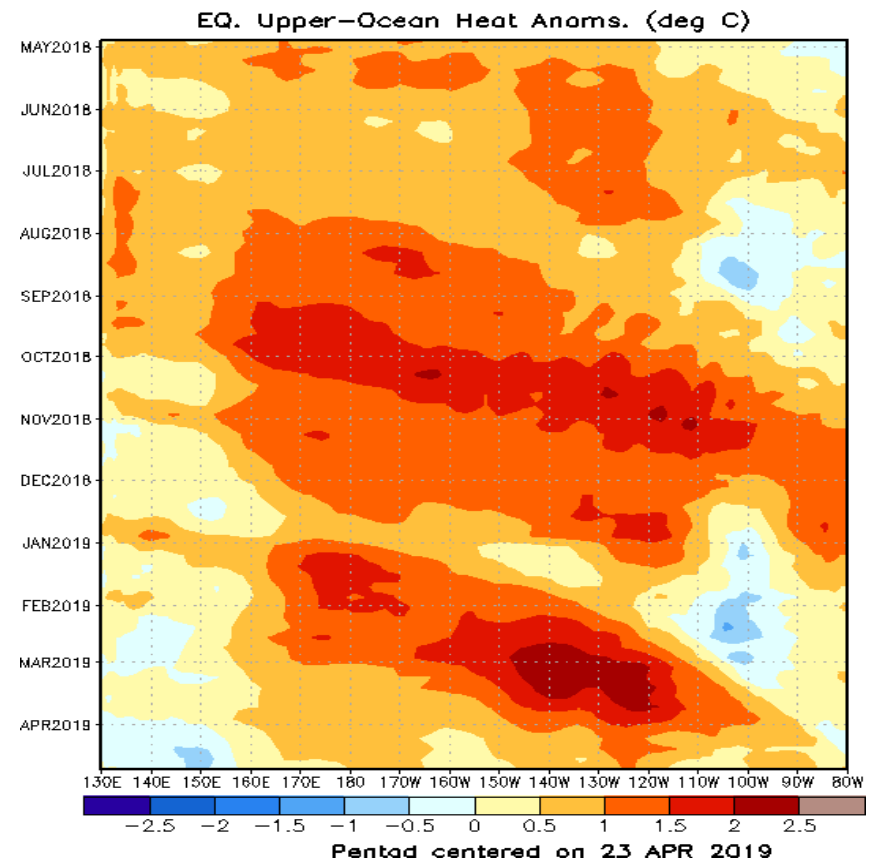 EQ. Upper-Ocean Heat Anoms. (deg C)
MAY2018
JUN2018
JUL2018
AUG2018
SEP2018
OCT2018
NOV2018
DEC2018
JAN2019
FEB2019
MAR2019
APR2019
130E 140E 150E 160E 170E 180 170W 160W 150W 140W 130W 120W 110W 100W 90W 80W
-2.5 -2 -1.5 -1 -0.5 0 0.5 1 1.5 2 2.5
Pentad centered on 23 APR 2019